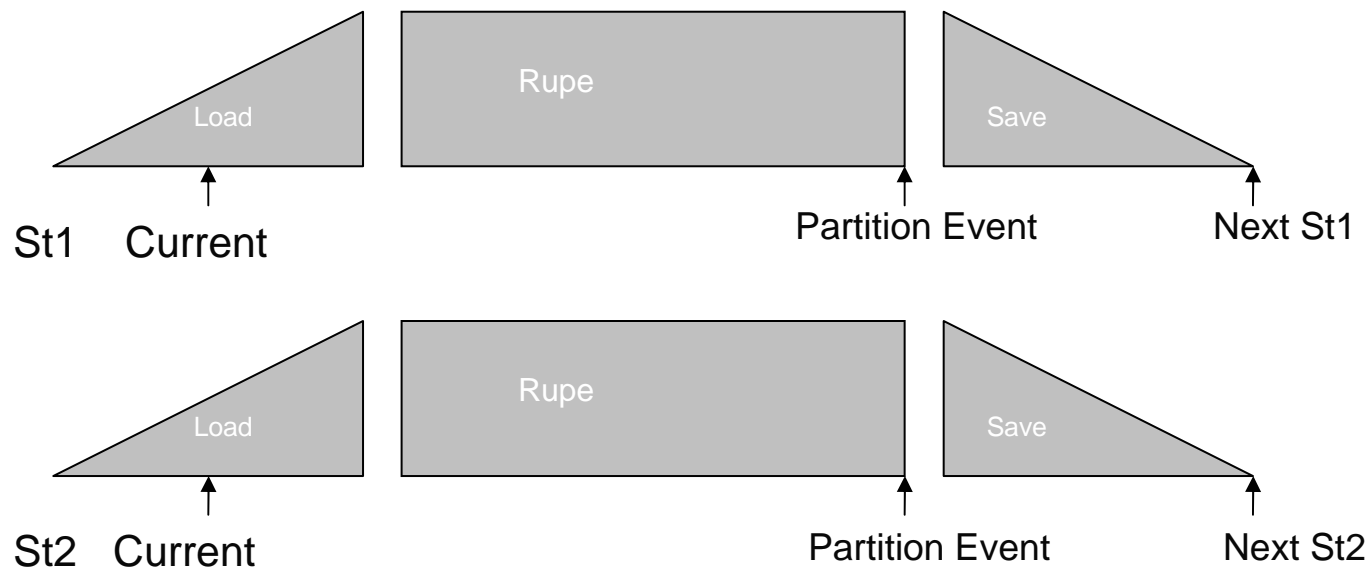 Rupe
Load Save
Partition Event Next St1
St1 Current
Rupe
Load Save
Partition Event Next St2
St2 Current